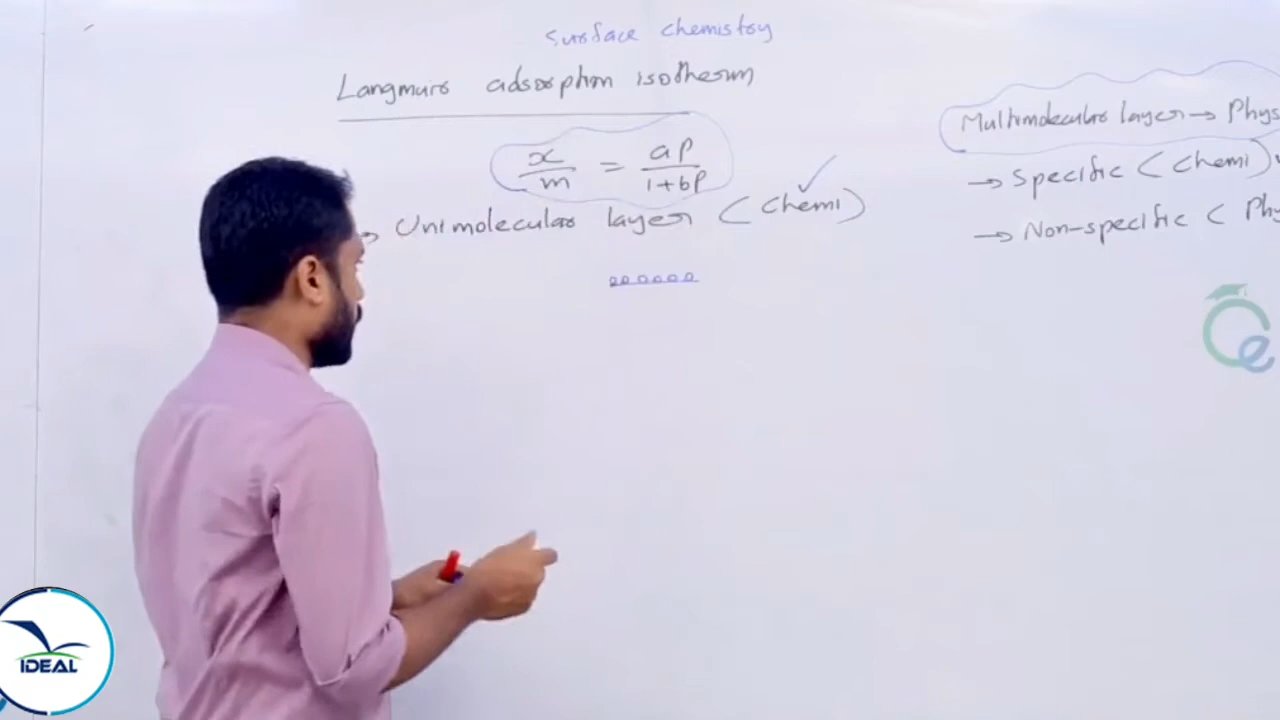 Surface chemistry
Langmuir adsorption isotherm
x/m = aP/1+bP
→ Unimolecular layer (chemi) ✓
Multimolecular layer → Phys
→ Specific (chemi)
→ Non-specific ( Phy
IDEAL